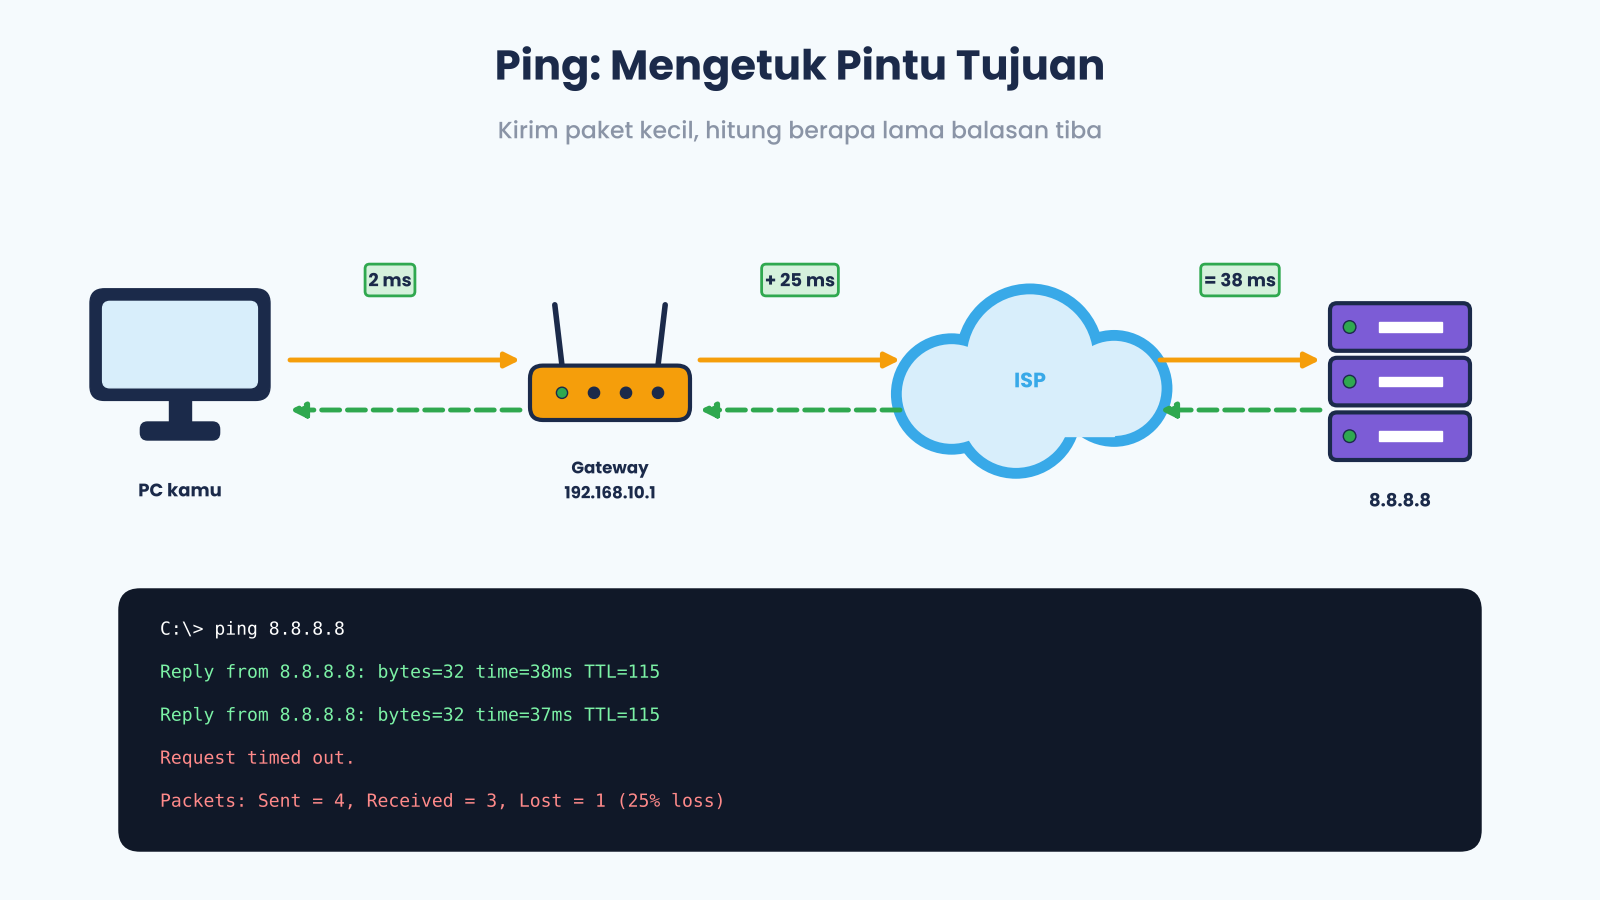 Ping: Mengetuk Pintu Tujuan
Kirim paket kecil, hitung berapa lama balasan tiba
2 ms
+ 25 ms
= 38 ms
ISP
PC kamu
Gateway
192.168.10.1
8.8.8.8
C:\> ping 8.8.8.8
Reply from 8.8.8.8: bytes=32 time=38ms TTL=115
Reply from 8.8.8.8: bytes=32 time=37ms TTL=115
Request timed out.
Packets: Sent = 4, Received = 3, Lost = 1 (25% loss)